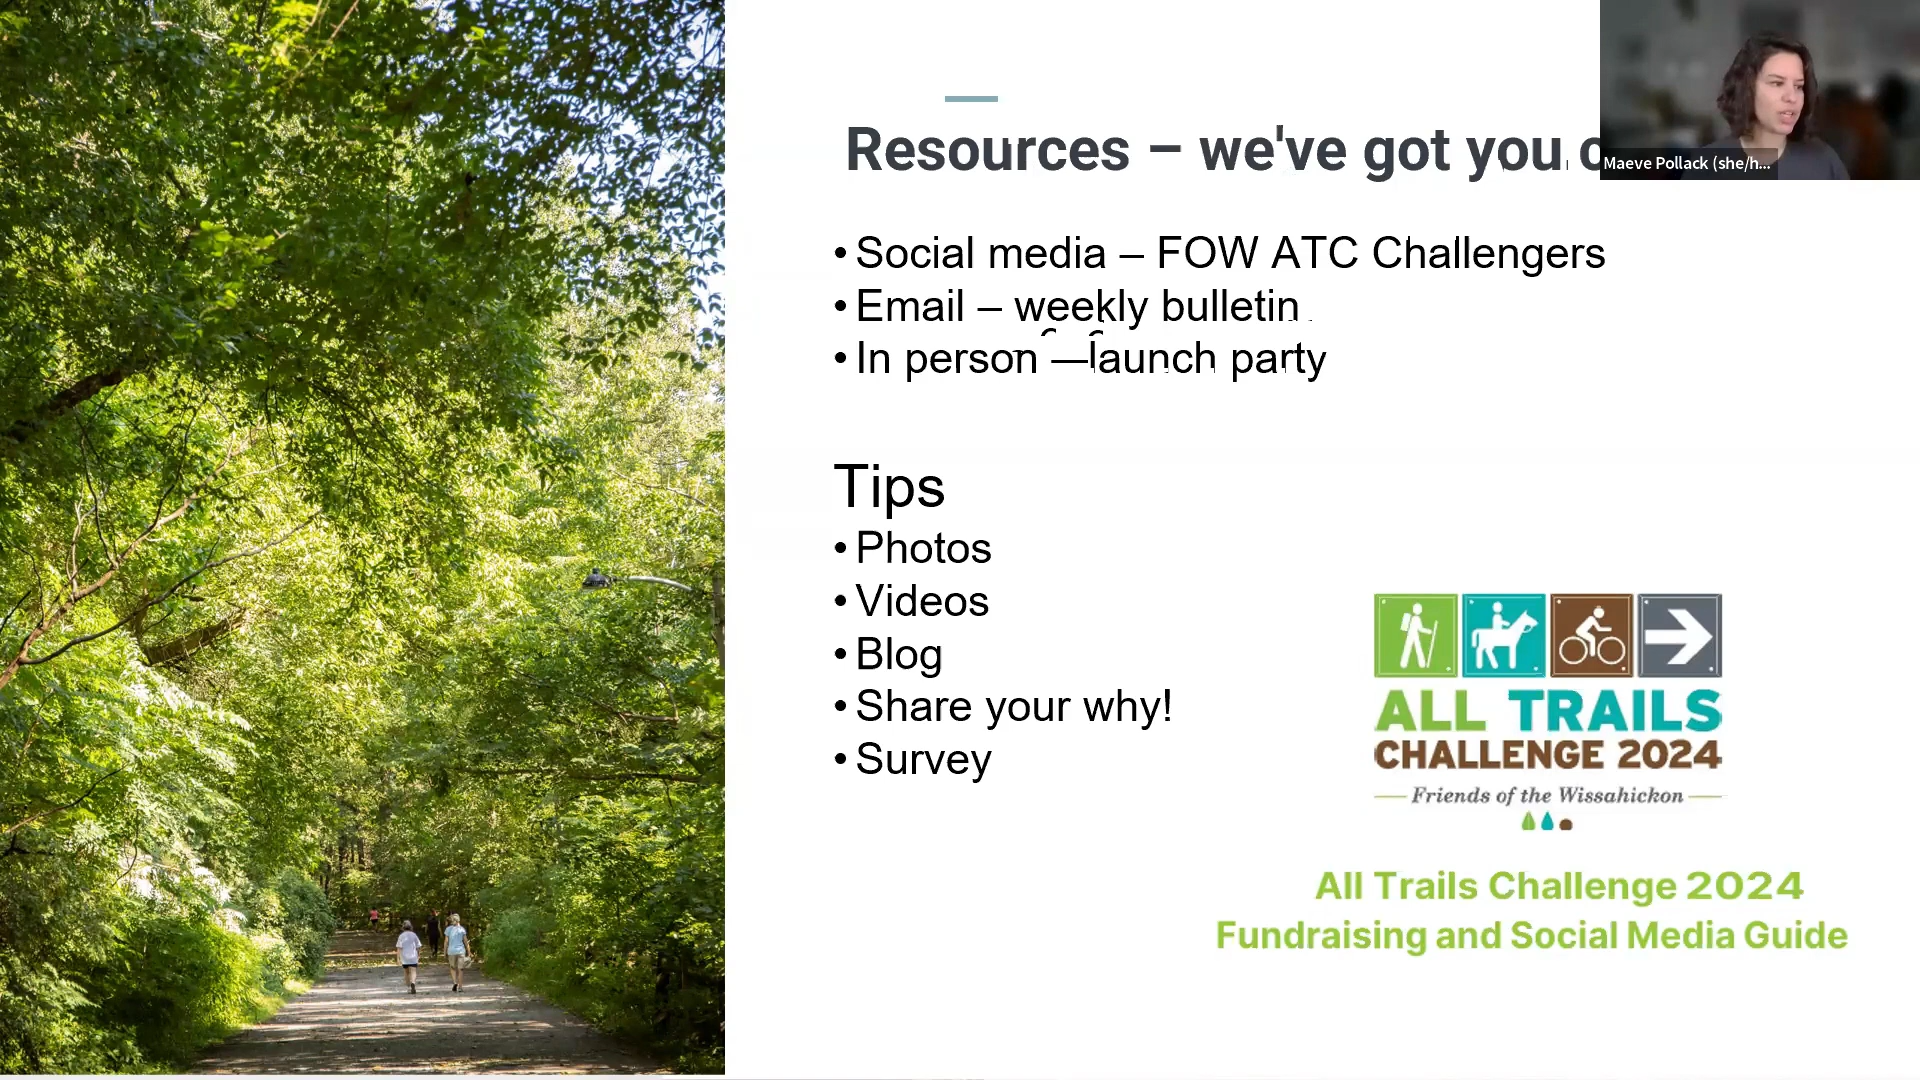 Resources – we've got you
Maeve Pollack (she/h...
• Social media – FOW ATC Challengers
• Email – weekly bulletin
• In person —launch party
Tips
• Photos
• Videos
• Blog
• Share your why!
• Survey
ALL TRAILS
CHALLENGE 2024
Friends of the Wissahickon
All Trails Challenge 2024
Fundraising and Social Media Guide